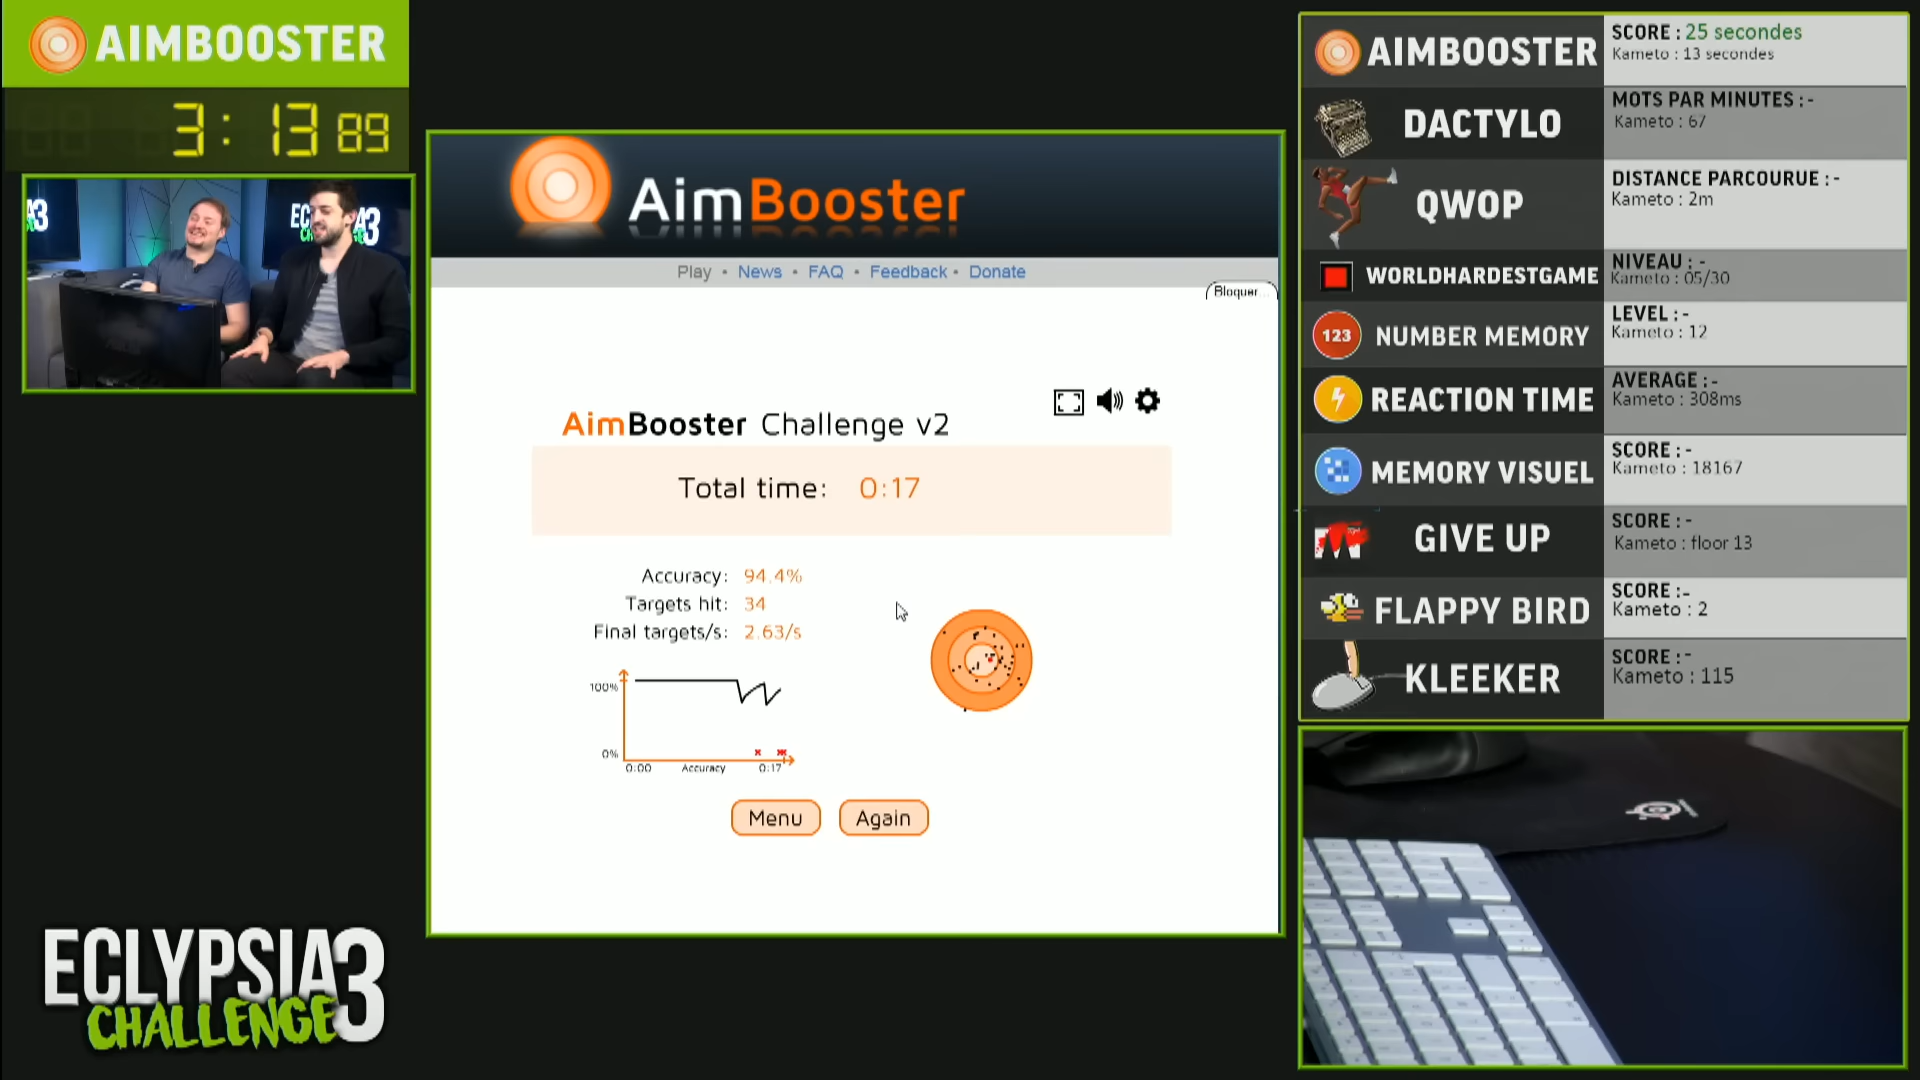 AIMBOOSTER
3:13 89
ECLYPSIA
CHALLENGE 3
AimBooster
Play • News • FAQ • Feedback • Donate
Bloquer
AimBooster Challenge v2
Total time: 0:17
Accuracy: 94.4%
Targets hit: 34
Final targets/s: 2.63/s
100%
0%
0:00 Accuracy 0:17
Menu Again
AIMBOOSTER
SCORE : 25 secondes
Kameto : 13 secondes
DACTYLO
MOTS PAR MINUTES : -
Kameto : 67
QWOP
DISTANCE PARCOURUE : -
Kameto : 2m
WORLDHARDESTGAME
NIVEAU : -
Kameto : 05/30
123 NUMBER MEMORY
LEVEL : -
Kameto : 12
REACTION TIME
AVERAGE : -
Kameto : 308ms
MEMORY VISUEL
SCORE : -
Kameto : 18167
GIVE UP
SCORE : -
Kameto : floor 13
FLAPPY BIRD
SCORE :-
Kameto : 2
KLEEKER
SCORE :-
Kameto : 115